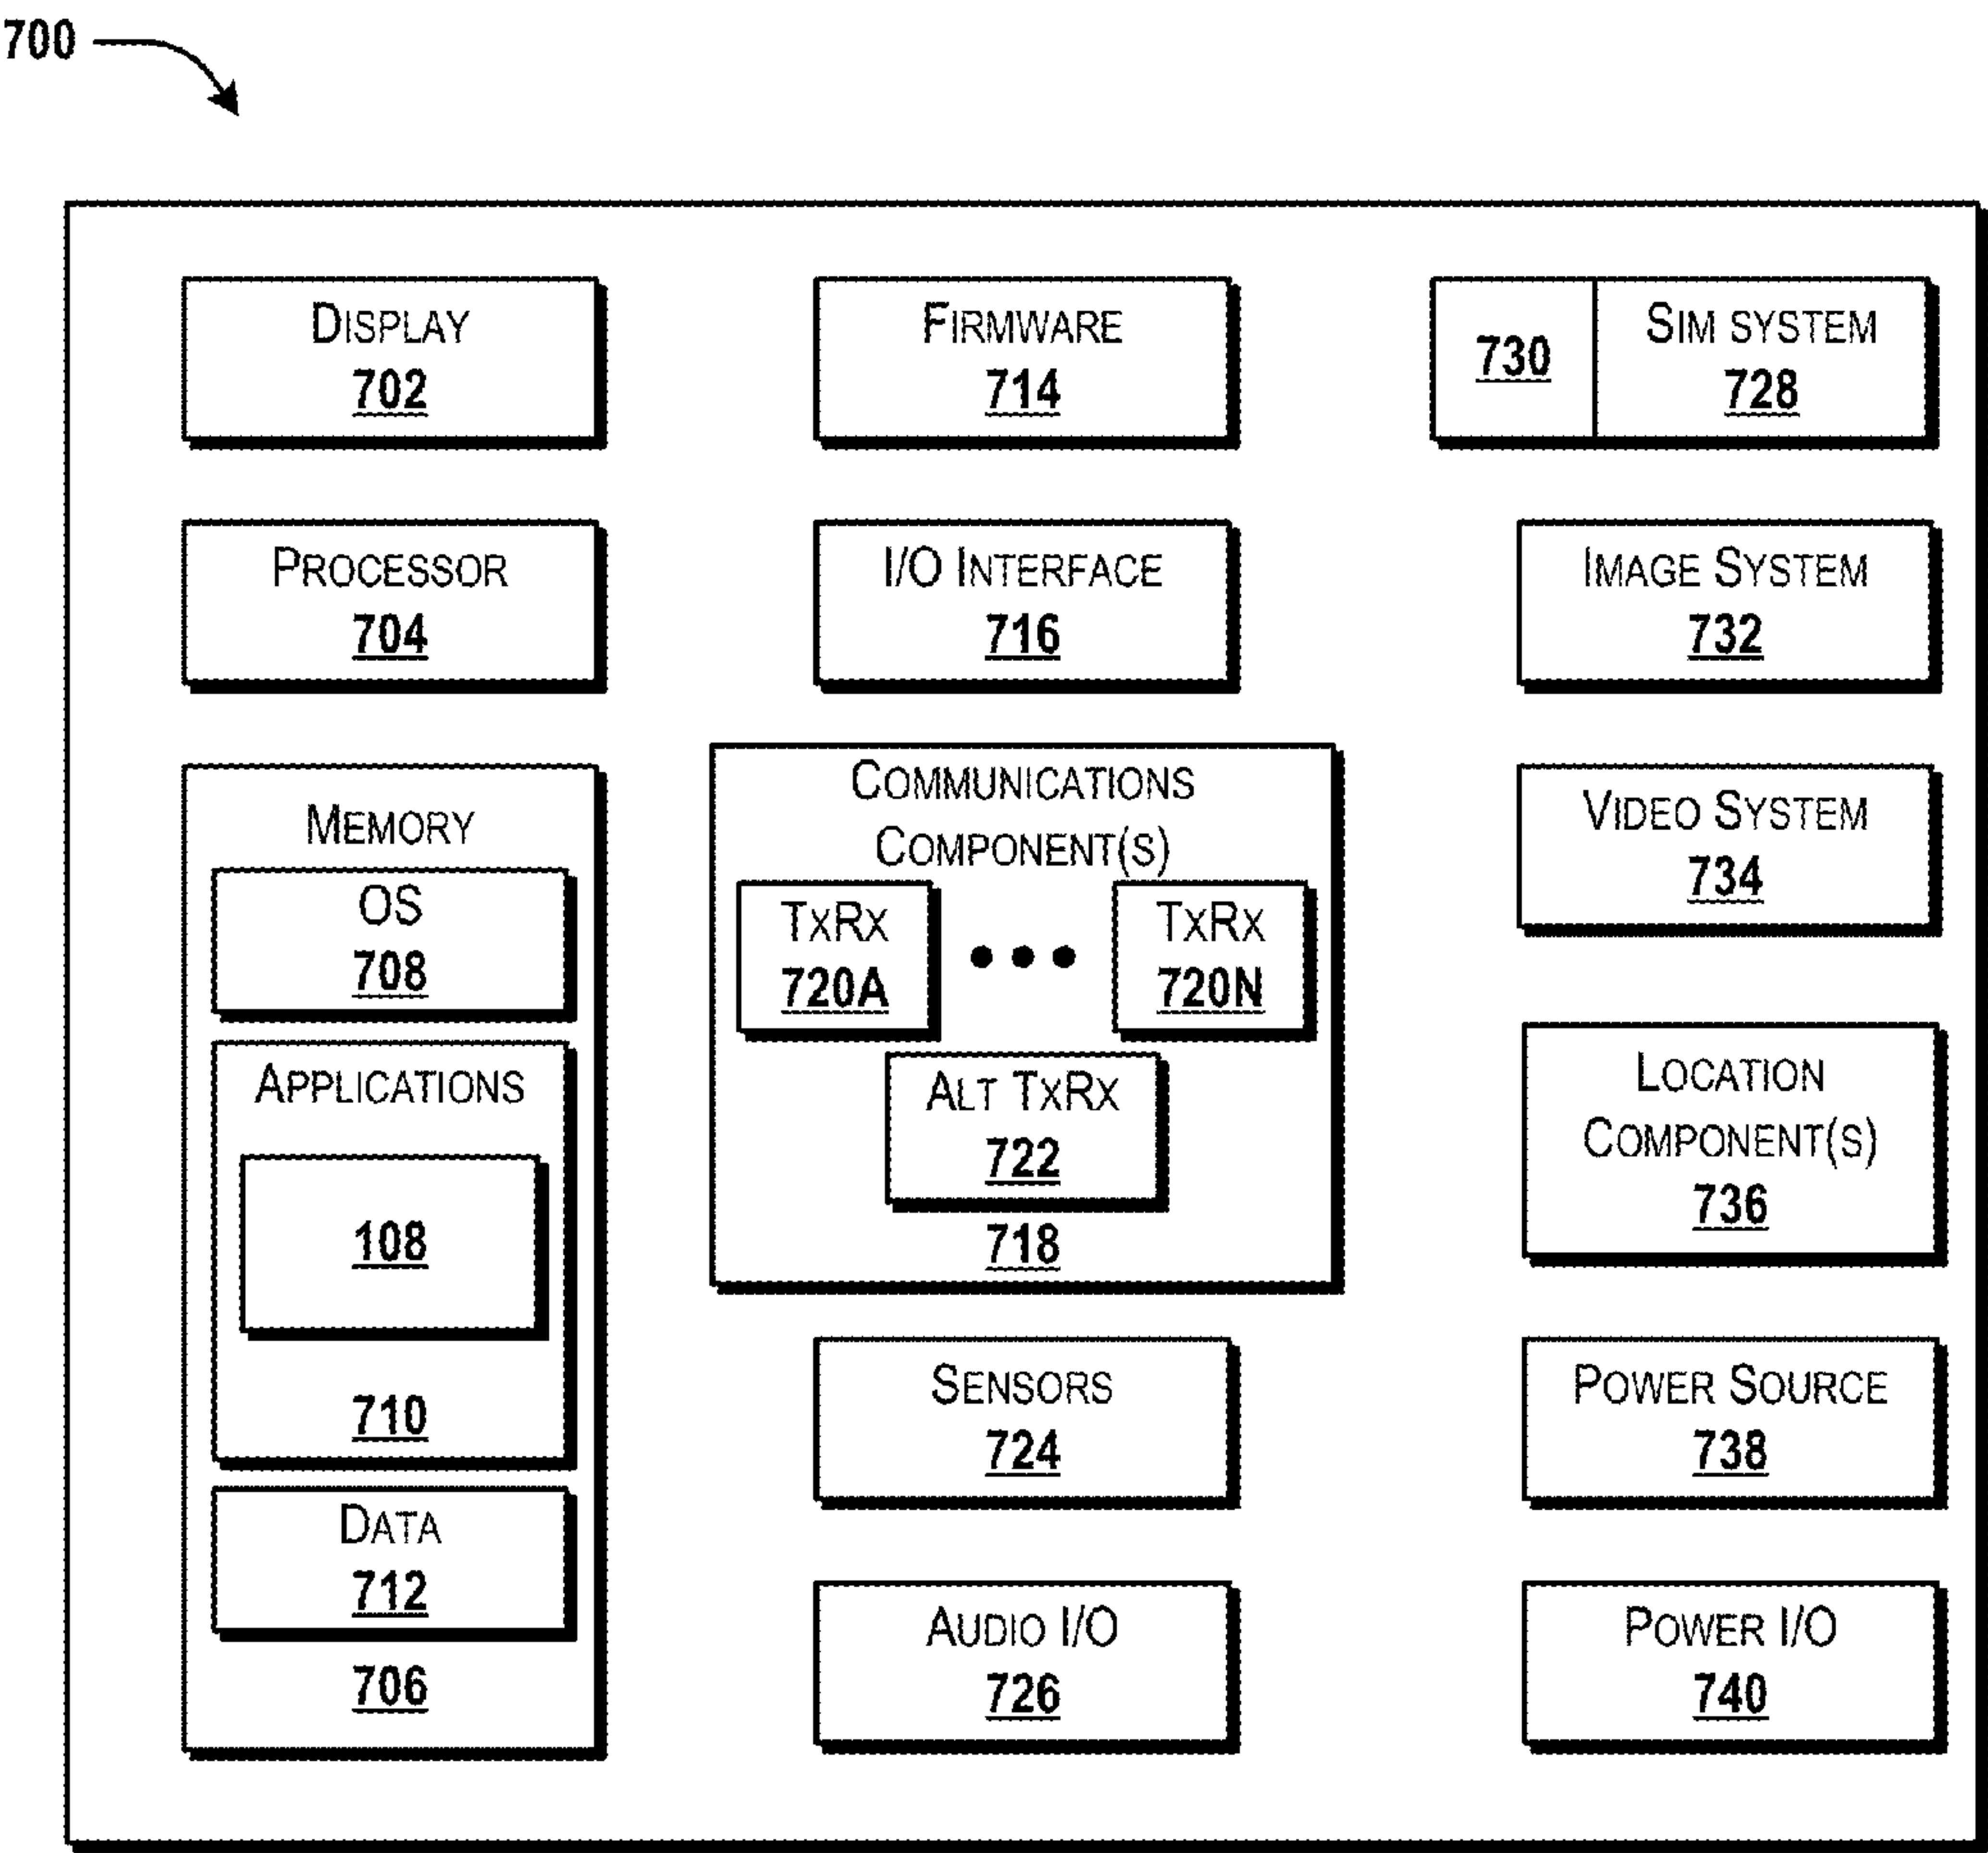 700
DISPLAY
702
PROCESSOR
704
MEMORY
OS
708
APPLICATIONS
108
710
DATA
712
706
FIRMWARE
714
I/O INTERFACE
716
COMMUNICATIONS
COMPONENT(S)
TXRX
720A
TXRX
720N
ALT TXRX
722
718
SENSORS
724
AUDIO I/O
726
730
SIM SYSTEM
728
IMAGE SYSTEM
732
VIDEO SYSTEM
734
LOCATION
COMPONENT(S)
736
POWER SOURCE
738
POWER I/O
740